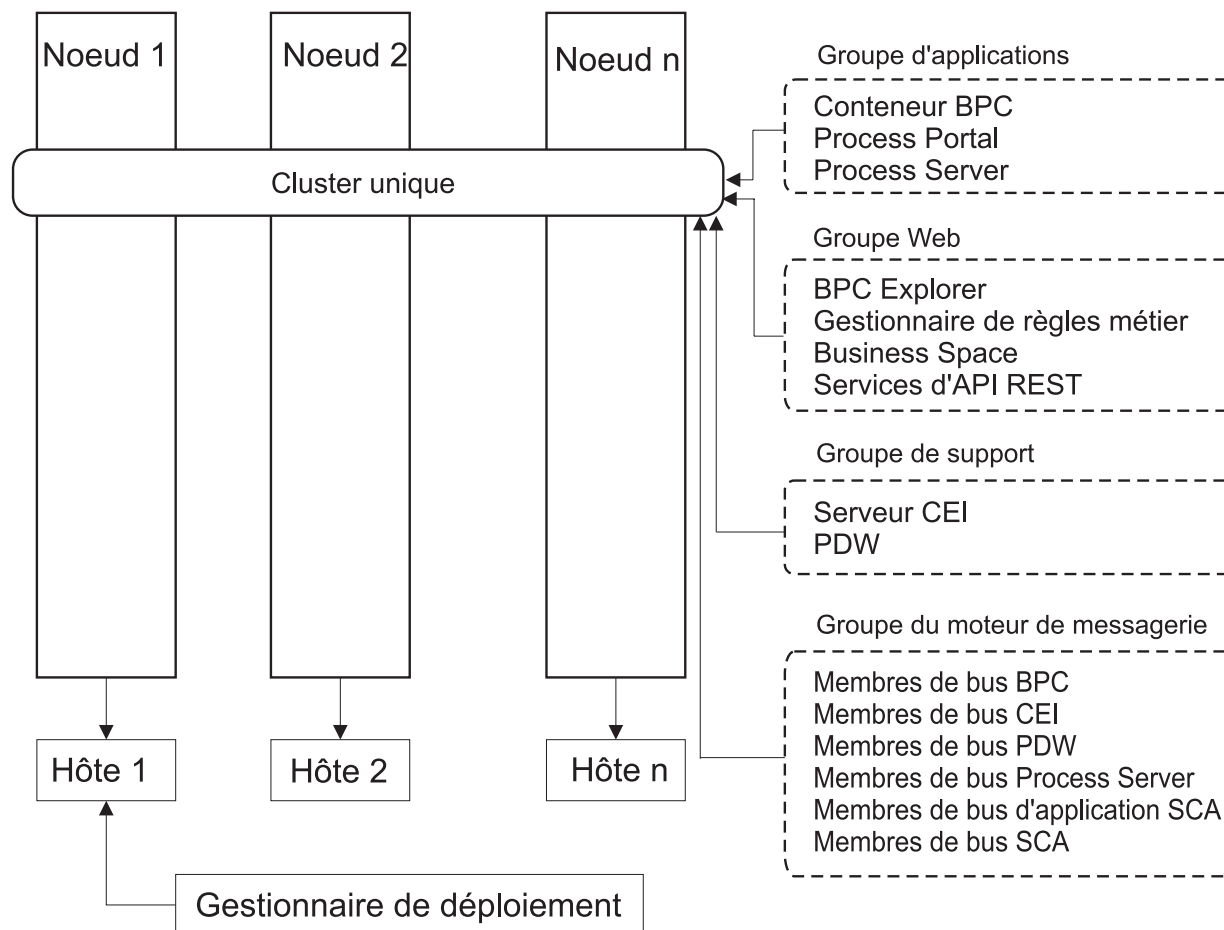 Noeud 1
Noeud 2
Noeud n
Cluster unique
Groupe d'applications
Conteneur BPC
Process Portal
Process Server
Groupe Web
BPC Explorer
Gestionnaire de règles métier
Business Space
Services d'API REST
Groupe de support
Serveur CEI
PDW
Groupe du moteur de messagerie
Membres de bus BPC
Membres de bus CEI
Membres de bus PDW
Membres de bus Process Server
Membres de bus d'application SCA
Membres de bus SCA
Hôte 1
Hôte 2
Hôte n
Gestionnaire de déploiement